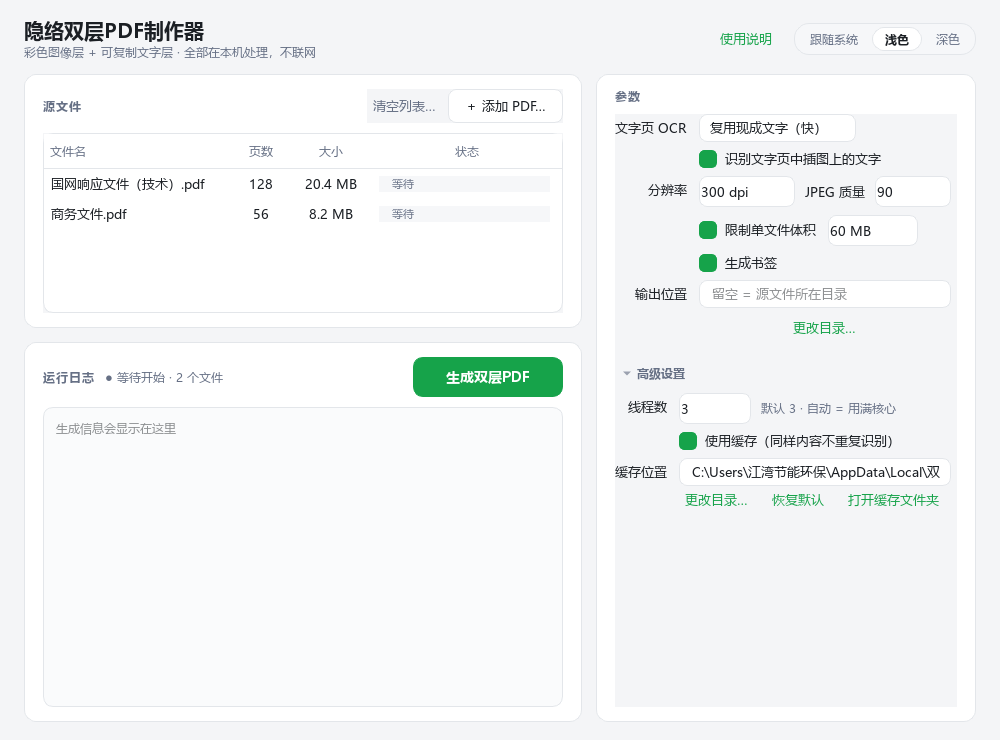 隐络双层PDF制作器
彩色图像层 + 可复制文字层 · 全部在本机处理，不联网
使用说明
跟随系统 浅色 深色
源文件
清空列表... + 添加 PDF...
文件名 页数 大小 状态
国网响应文件（技术）.pdf 128 20.4 MB 等待
商务文件.pdf 56 8.2 MB 等待
运行日志 ● 等待开始 · 2 个文件
生成双层PDF
生成信息会显示在这里
参数
文字页 OCR 复用现成文字（快）
识别文字页中插图上的文字
分辨率 300 dpi JPEG 质量 90
限制单文件体积 60 MB
生成书签
输出位置 留空 = 源文件所在目录
更改目录...
高级设置
线程数 3 默认 3 · 自动 = 用满核心
使用缓存（同样内容不重复识别）
缓存位置 C:\Users\江湾节能环保\AppData\Local\双
更改目录... 恢复默认 打开缓存文件夹